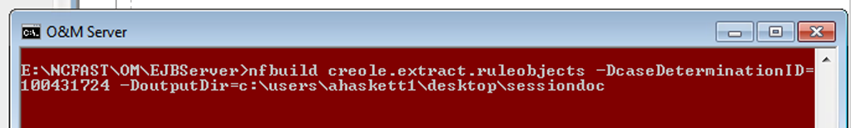 O&M Server
E:\NCFAST\OM\EJBServer>nfbuild creole.extract.ruleobjects -DcaseDeterminationID=
100431724 -DoutputDir=c:\users\ahaskett1\desktop\sessiondoc